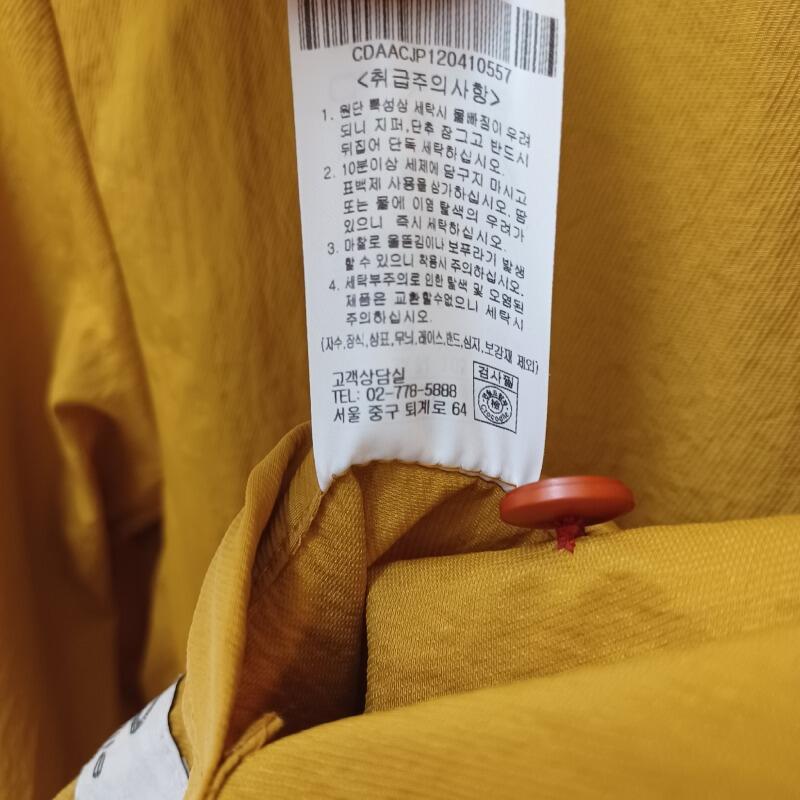 CDAACJP120410557
<취급주의사항>
1. 원단 특성상 세탁시 물빠짐이 우려
되니 지퍼,단추 잠그고 반드시
뒤집어 단독 세탁하십시오.
2. 10분이상 세제에 담구지 마시고
표백제 사용을 삼가하십시오. 땀
또는 물에 이염 탈색의 우려가
있으니 즉시 세탁하십시오.
3. 마찰로 올뜯김이나 보푸라기 발생
할 수 있으니 착용시 주의하십시오.
4. 세탁부주의로 인한 탈색 및 오염된
제품은 교환할수없으니 세탁시
주의하십시오.
(자수,장식,상표,무늬,레이스,밴드,심지,보강재 제외)
고객상담실
TEL: 02-778-5888
서울 중구 퇴계로 64
검사필
Crocodile